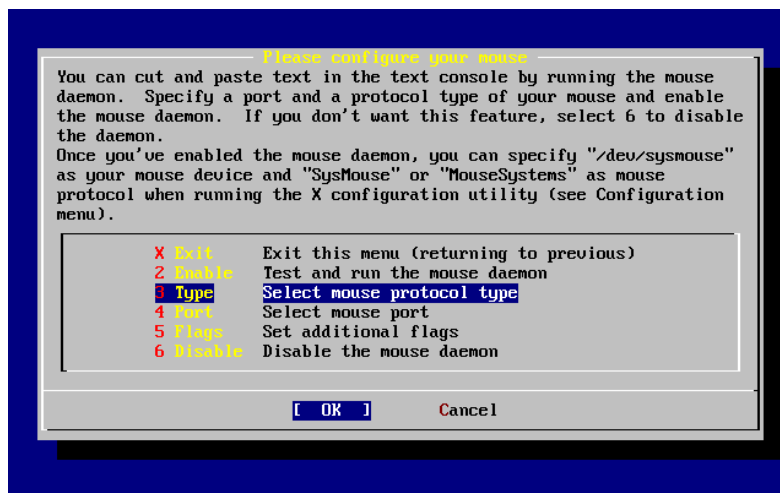 Please configure your mouse
You can cut and paste text in the text console by running the mouse
daemon.  Specify a port and a protocol type of your mouse and enable
the mouse daemon.  If you don't want this feature, select 6 to disable
the daemon.
Once you've enabled the mouse daemon, you can specify "/dev/sysmouse"
as your mouse device and "SysMouse" or "MouseSystems" as mouse
protocol when running the X configuration utility (see Configuration
menu).
X Exit     Exit this menu (returning to previous)
2 Enable   Test and run the mouse daemon
3 Type     Select mouse protocol type
4 Port     Select mouse port
5 Flags    Set additional flags
6 Disable  Disable the mouse daemon
[  OK  ]     Cancel